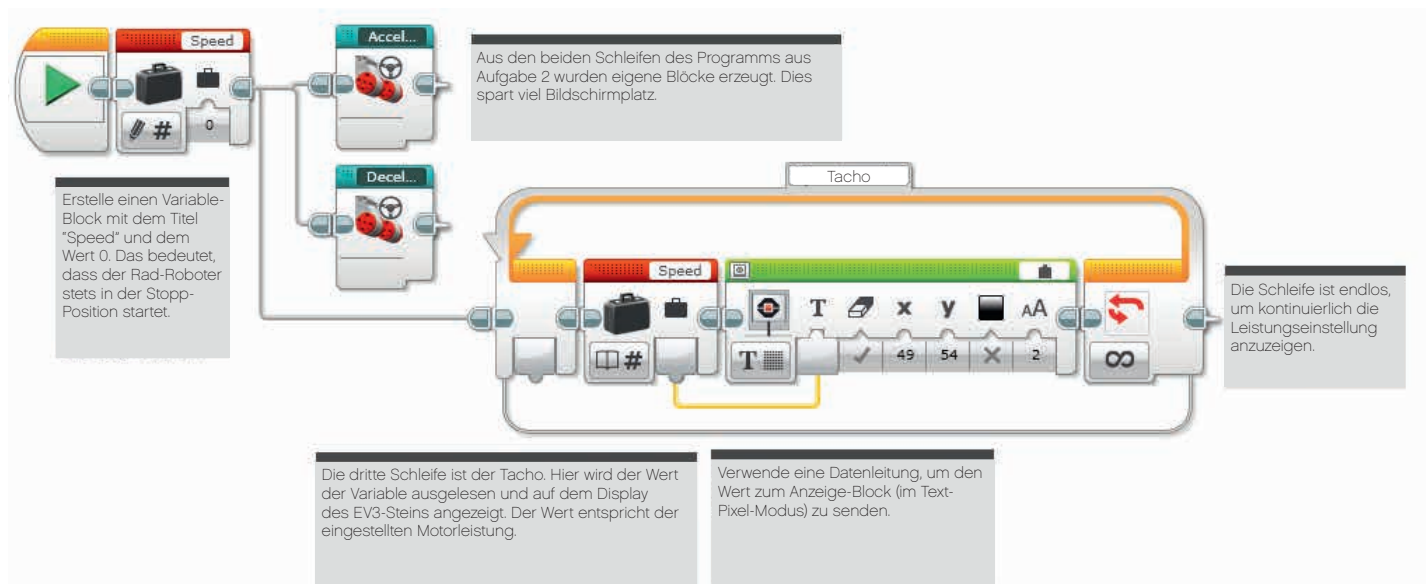 Speed
0
Accel...
Aus den beiden Schleifen des Programms aus
Aufgabe 2 wurden eigene Blöcke erzeugt. Dies
spart viel Bildschirmplatz.
Decel...
Erstelle einen Variable-
Block mit dem Titel
"Speed" und dem
Wert 0. Das bedeutet,
dass der Rad-Roboter
stets in der Stopp-
Position startet.
Tacho
Speed
T x y AA
T 49 54 2
Die Schleife ist endlos,
um kontinuierlich die
Leistungseinstellung
anzuzeigen.
Die dritte Schleife ist der Tacho. Hier wird der Wert
der Variable ausgelesen und auf dem Display
des EV3-Steins angezeigt. Der Wert entspricht der
eingestellten Motorleistung.
Verwende eine Datenleitung, um den
Wert zum Anzeige-Block (im Text-
Pixel-Modus) zu senden.